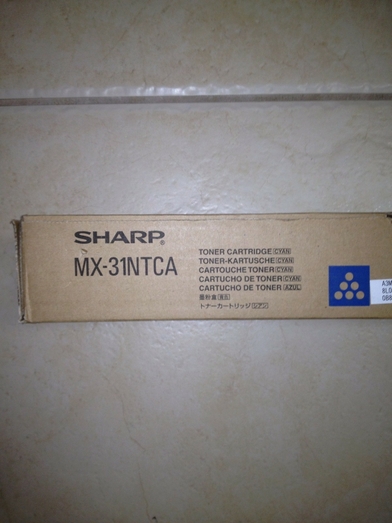 SHARP®
MX-31NTCA
TONER CARTRIDGE CYAN
TONER-KARTUSCHE CYAN
CARTOUCHE TONER CYAN
CARTUCHO DE TONER CYAN
CARTUCHO DE TONER AZUL
トナーカートリッジ シアン